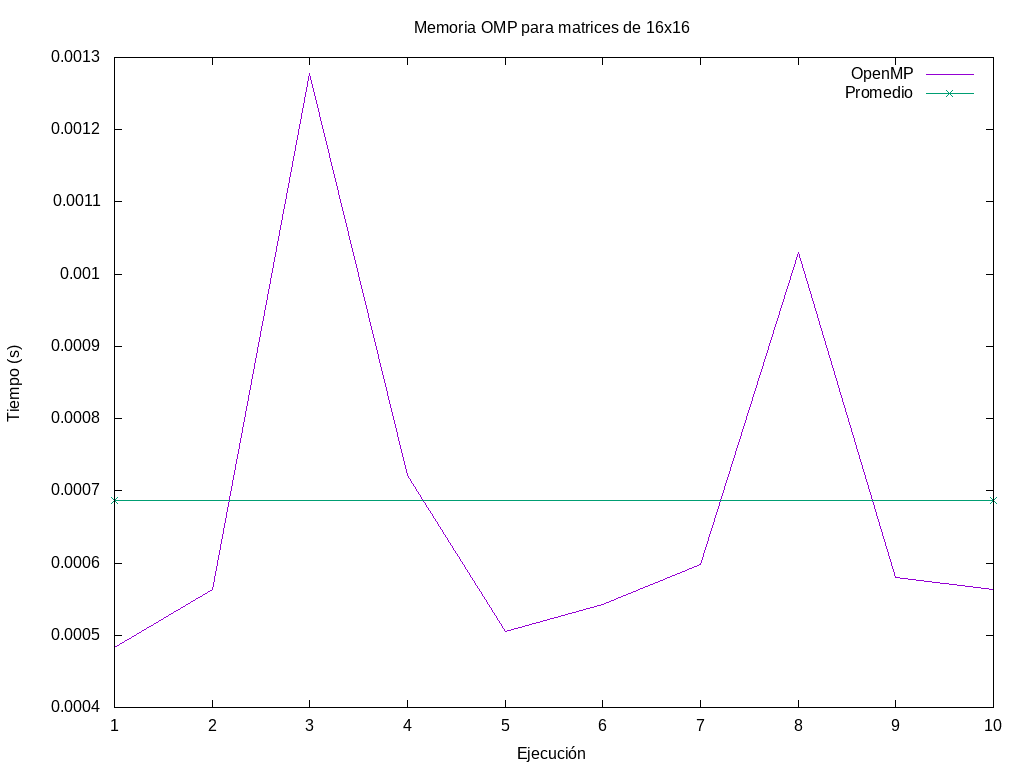 Memoria OMP para matrices de 16x16
OpenMP
Promedio
0.0013
0.0012
0.0011
0.001
0.0009
0.0008
0.0007
0.0006
0.0005
0.0004
Tiempo (s)
1 2 3 4 5 6 7 8 9 10
Ejecución